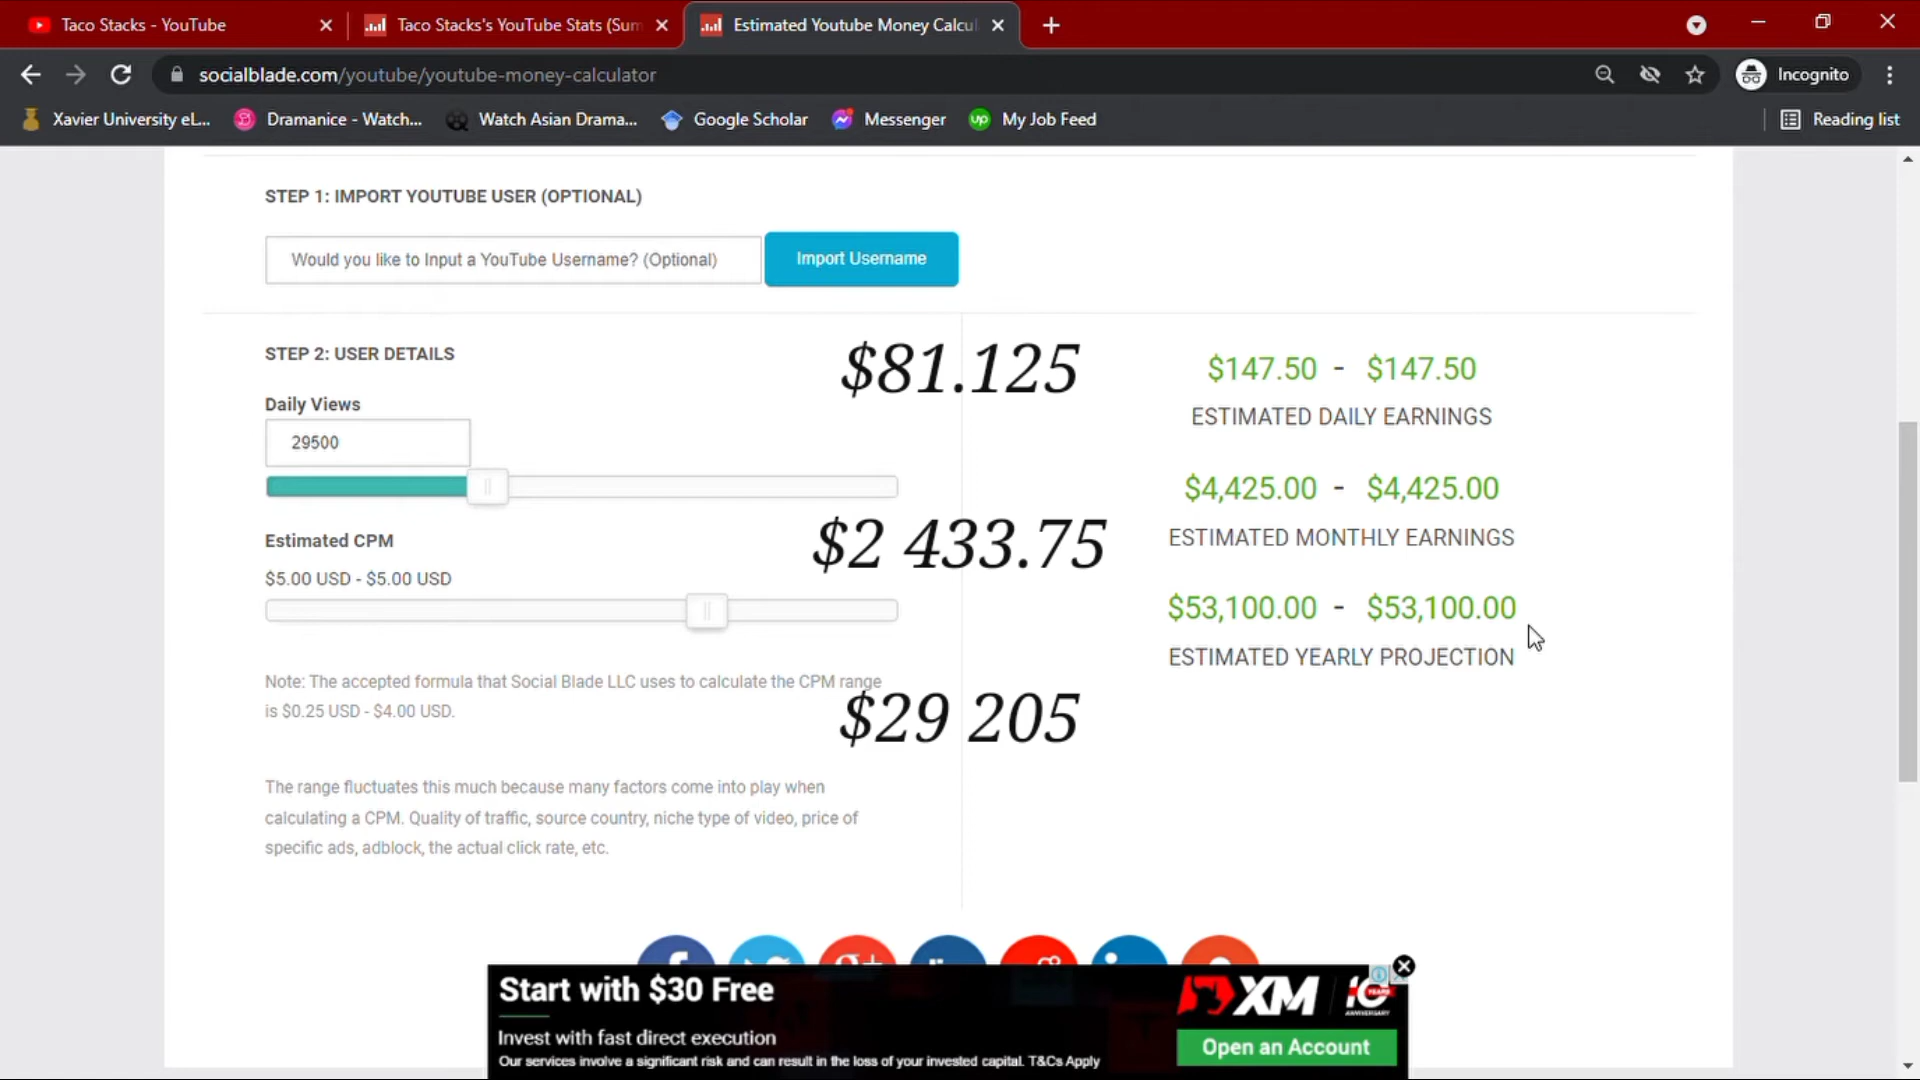 Taco Stacks - YouTube
Taco Stacks's YouTube Stats (Sum
Estimated Youtube Money Calcul
socialblade.com/youtube/youtube-money-calculator
Incognito
Xavier University eL...
Dramanice - Watch...
Watch Asian Drama...
Google Scholar
Messenger
up My Job Feed
Reading list
STEP 1: IMPORT YOUTUBE USER (OPTIONAL)
Would you like to Input a YouTube Username? (Optional)
Import Username
STEP 2: USER DETAILS
Daily Views
29500
Estimated CPM
$5.00 USD - $5.00 USD
Note: The accepted formula that Social Blade LLC uses to calculate the CPM range
is $0.25 USD - $4.00 USD.
The range fluctuates this much because many factors come into play when
calculating a CPM. Quality of traffic, source country, niche type of video, price of
specific ads, adblock, the actual click rate, etc.
$81.125
$2 433.75
$29 205
$147.50 - $147.50
ESTIMATED DAILY EARNINGS
$4,425.00 - $4,425.00
ESTIMATED MONTHLY EARNINGS
$53,100.00 - $53,100.00
ESTIMATED YEARLY PROJECTION
Start with $30 Free
Invest with fast direct execution
Our services involve a significant risk and can result in the loss of your invested capital. T&Cs Apply
XM
10 YEARS
ANNIVERSARY
Open an Account